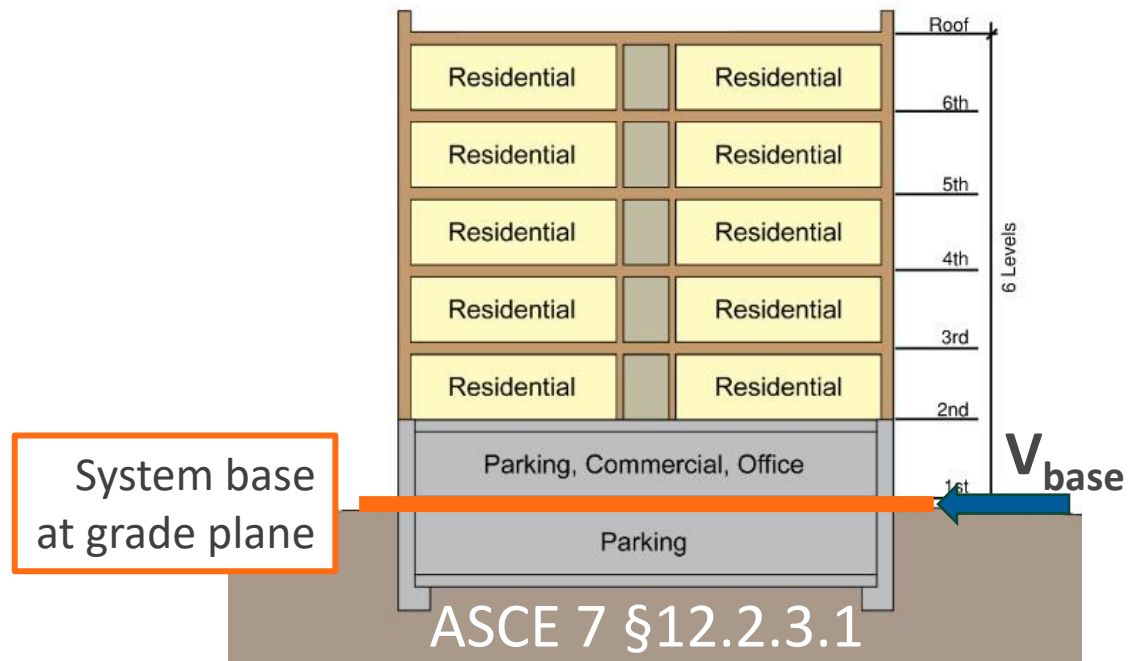 Roof
Residential Residential
6th
Residential Residential
5th
Residential Residential
4th
6 Levels
Residential Residential
3rd
Residential Residential
2nd
Parking, Commercial, Office
System base
at grade plane
1st
Vbase
Parking
ASCE 7 §12.2.3.1